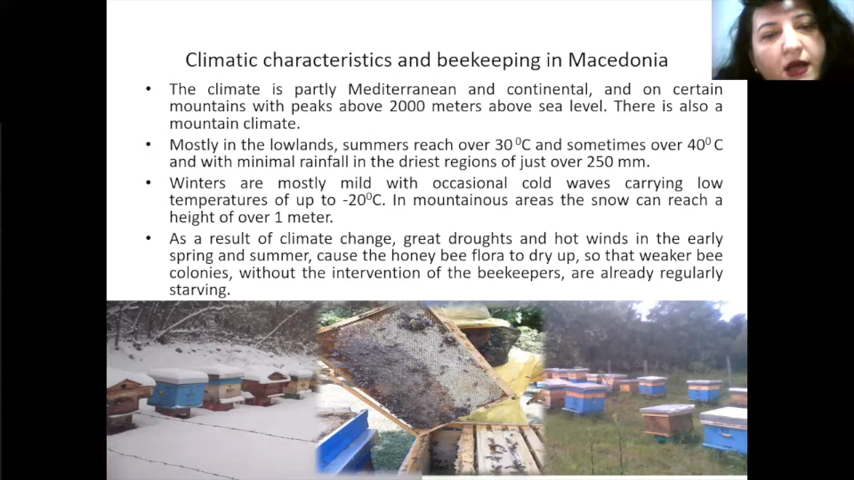 Climatic characteristics and beekeeping in Macedonia
• The climate is partly Mediterranean and continental, and on certain
mountains with peaks above 2000 meters above sea level. There is also a
mountain climate.
• Mostly in the lowlands, summers reach over 30 ⁰C and sometimes over 40⁰ C
and with minimal rainfall in the driest regions of just over 250 mm.
• Winters are mostly mild with occasional cold waves carrying low
temperatures of up to -20⁰C. In mountainous areas the snow can reach a
height of over 1 meter.
• As a result of climate change, great droughts and hot winds in the early
spring and summer, cause the honey bee flora to dry up, so that weaker bee
colonies, without the intervention of the beekeepers, are already regularly
starving.